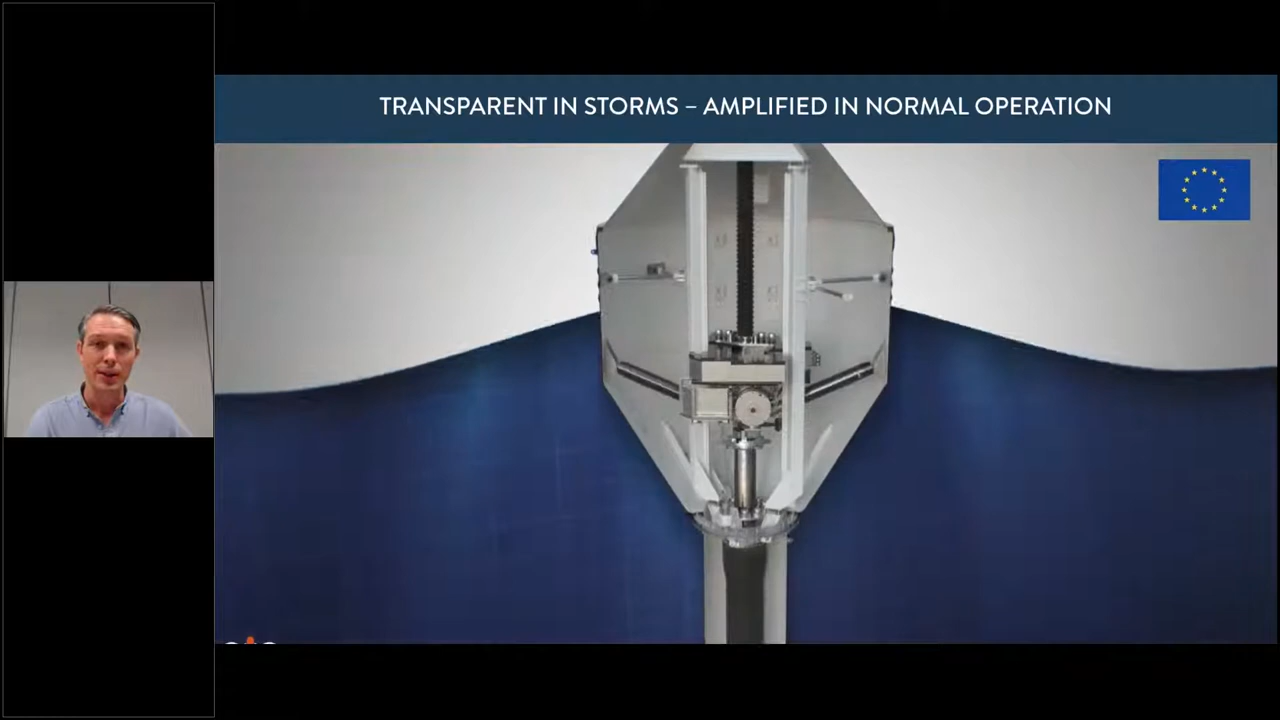 TRANSPARENT IN STORMS – AMPLIFIED IN NORMAL OPERATION